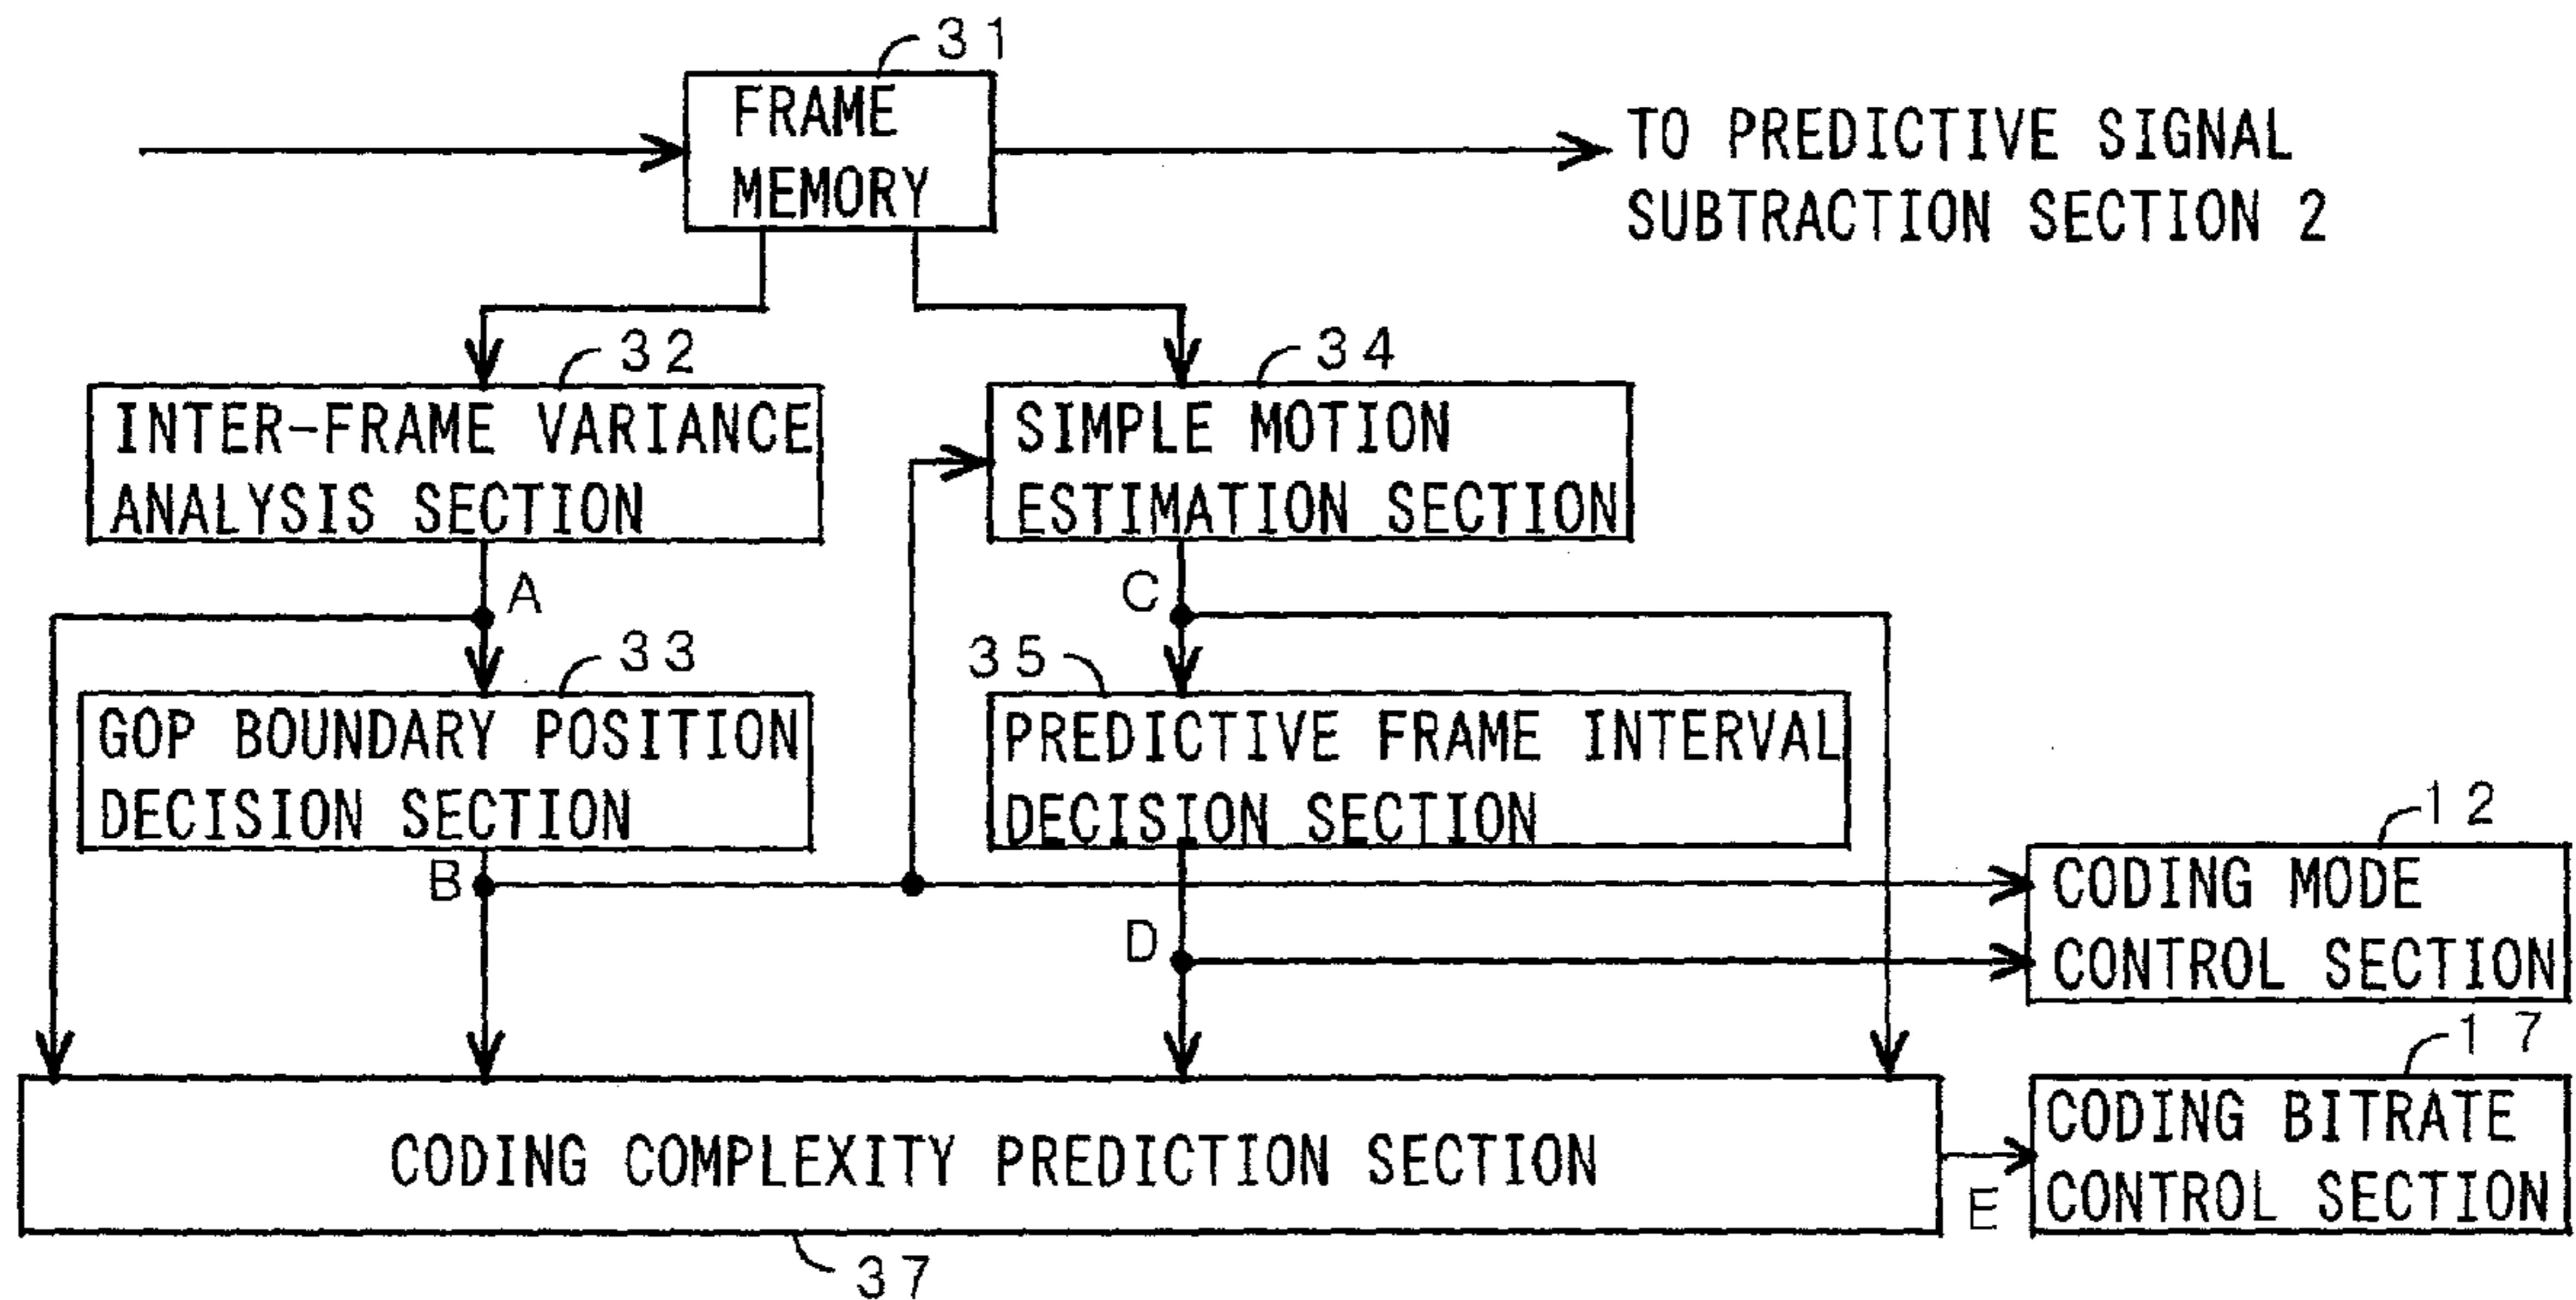 31
FRAME
MEMORY
TO PREDICTIVE SIGNAL
SUBTRACTION SECTION 2
32
INTER-FRAME VARIANCE
ANALYSIS SECTION
34
SIMPLE MOTION
ESTIMATION SECTION
A
C
33
GOP BOUNDARY POSITION
DECISION SECTION
35
PREDICTIVE FRAME INTERVAL
DECISION SECTION
B
D
12
CODING MODE
CONTROL SECTION
17
CODING BITRATE
CONTROL SECTION
CODING COMPLEXITY PREDICTION SECTION
E
37